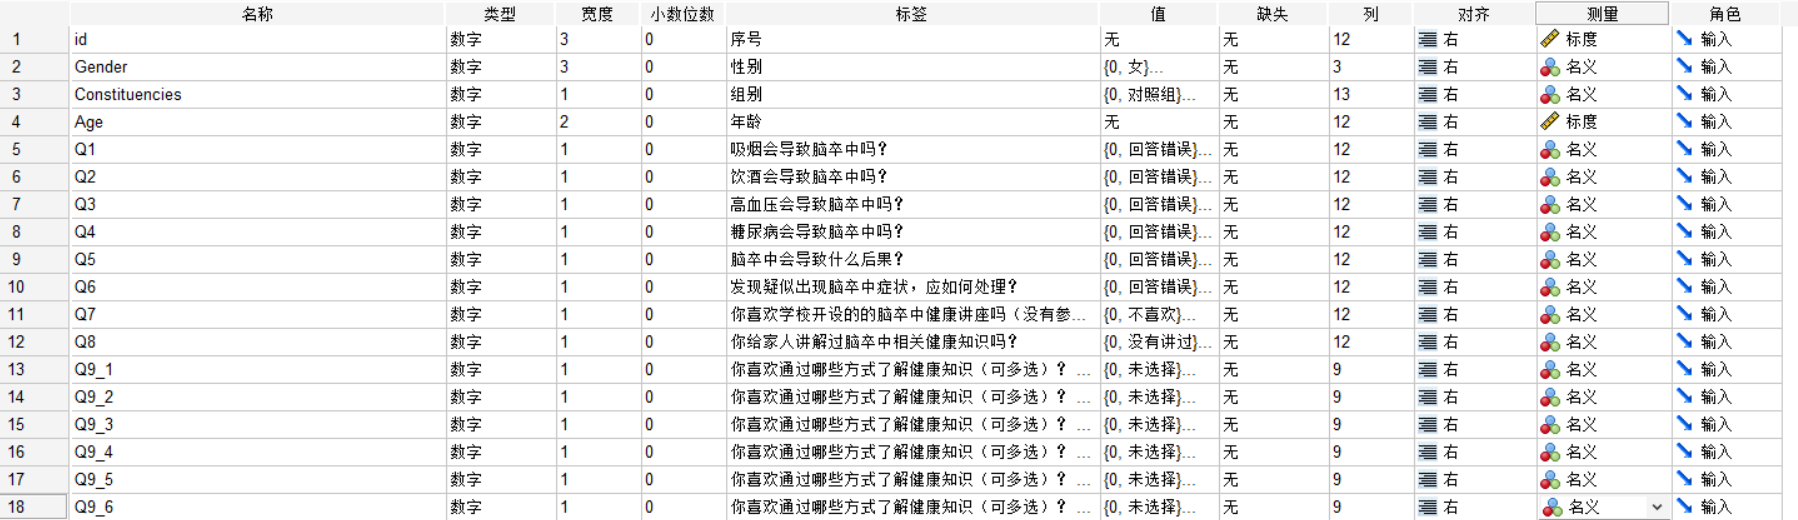 名称 类型 宽度 小数位数 标签 值 缺失 列 对齐 测量 角色
1 id 数字 3 0 序号 无 无 12 右 标度 输入
2 Gender 数字 3 0 性别 {0, 女}... 无 3 右 名义 输入
3 Constituencies 数字 1 0 组别 {0, 对照组}... 无 13 右 名义 输入
4 Age 数字 2 0 年龄 无 无 12 右 标度 输入
5 Q1 数字 1 0 吸烟会导致脑卒中吗? {0, 回答错误}... 无 12 右 名义 输入
6 Q2 数字 1 0 饮酒会导致脑卒中吗? {0, 回答错误}... 无 12 右 名义 输入
7 Q3 数字 1 0 高血压会导致脑卒中吗? {0, 回答错误}... 无 12 右 名义 输入
8 Q4 数字 1 0 糖尿病会导致脑卒中吗? {0, 回答错误}... 无 12 右 名义 输入
9 Q5 数字 1 0 脑卒中会导致什么后果? {0, 回答错误}... 无 12 右 名义 输入
10 Q6 数字 1 0 发现疑似出现脑卒中症状，应如何处理? {0, 回答错误}... 无 12 右 名义 输入
11 Q7 数字 1 0 你喜欢学校开设的的脑卒中健康讲座吗（没有参... {0, 不喜欢}... 无 12 右 名义 输入
12 Q8 数字 1 0 你给家人讲解过脑卒中相关健康知识吗? {0, 没有讲过}... 无 12 右 名义 输入
13 Q9_1 数字 1 0 你喜欢通过哪些方式了解健康知识（可多选）? ... {0, 未选择}... 无 9 右 名义 输入
14 Q9_2 数字 1 0 你喜欢通过哪些方式了解健康知识（可多选）? ... {0, 未选择}... 无 9 右 名义 输入
15 Q9_3 数字 1 0 你喜欢通过哪些方式了解健康知识（可多选）? ... {0, 未选择}... 无 9 右 名义 输入
16 Q9_4 数字 1 0 你喜欢通过哪些方式了解健康知识（可多选）? ... {0, 未选择}... 无 9 右 名义 输入
17 Q9_5 数字 1 0 你喜欢通过哪些方式了解健康知识（可多选）? ... {0, 未选择}... 无 9 右 名义 输入
18 Q9_6 数字 1 0 你喜欢通过哪些方式了解健康知识（可多选）? ... {0, 未选择}... 无 9 右 名义 输入